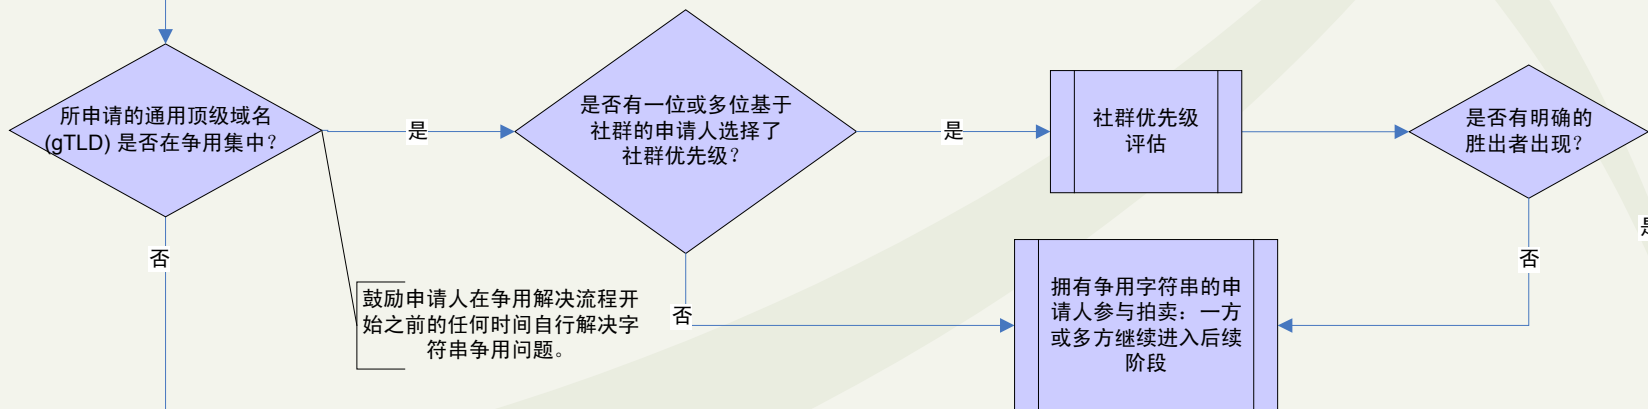 所申请的通用顶级域名
(gTLD) 是否在争用集中？
是
是否有一位或多位基于
社群的申请人选择了
社群优先级？
是
社群优先级
评估
是否有明确的
胜出者出现？
否
鼓励申请人在争用解决流程开
始之前的任何时间自行解决字
符串争用问题。
否
拥有争用字符串的申
请人参与拍卖：一方
或多方继续进入后续
阶段
否